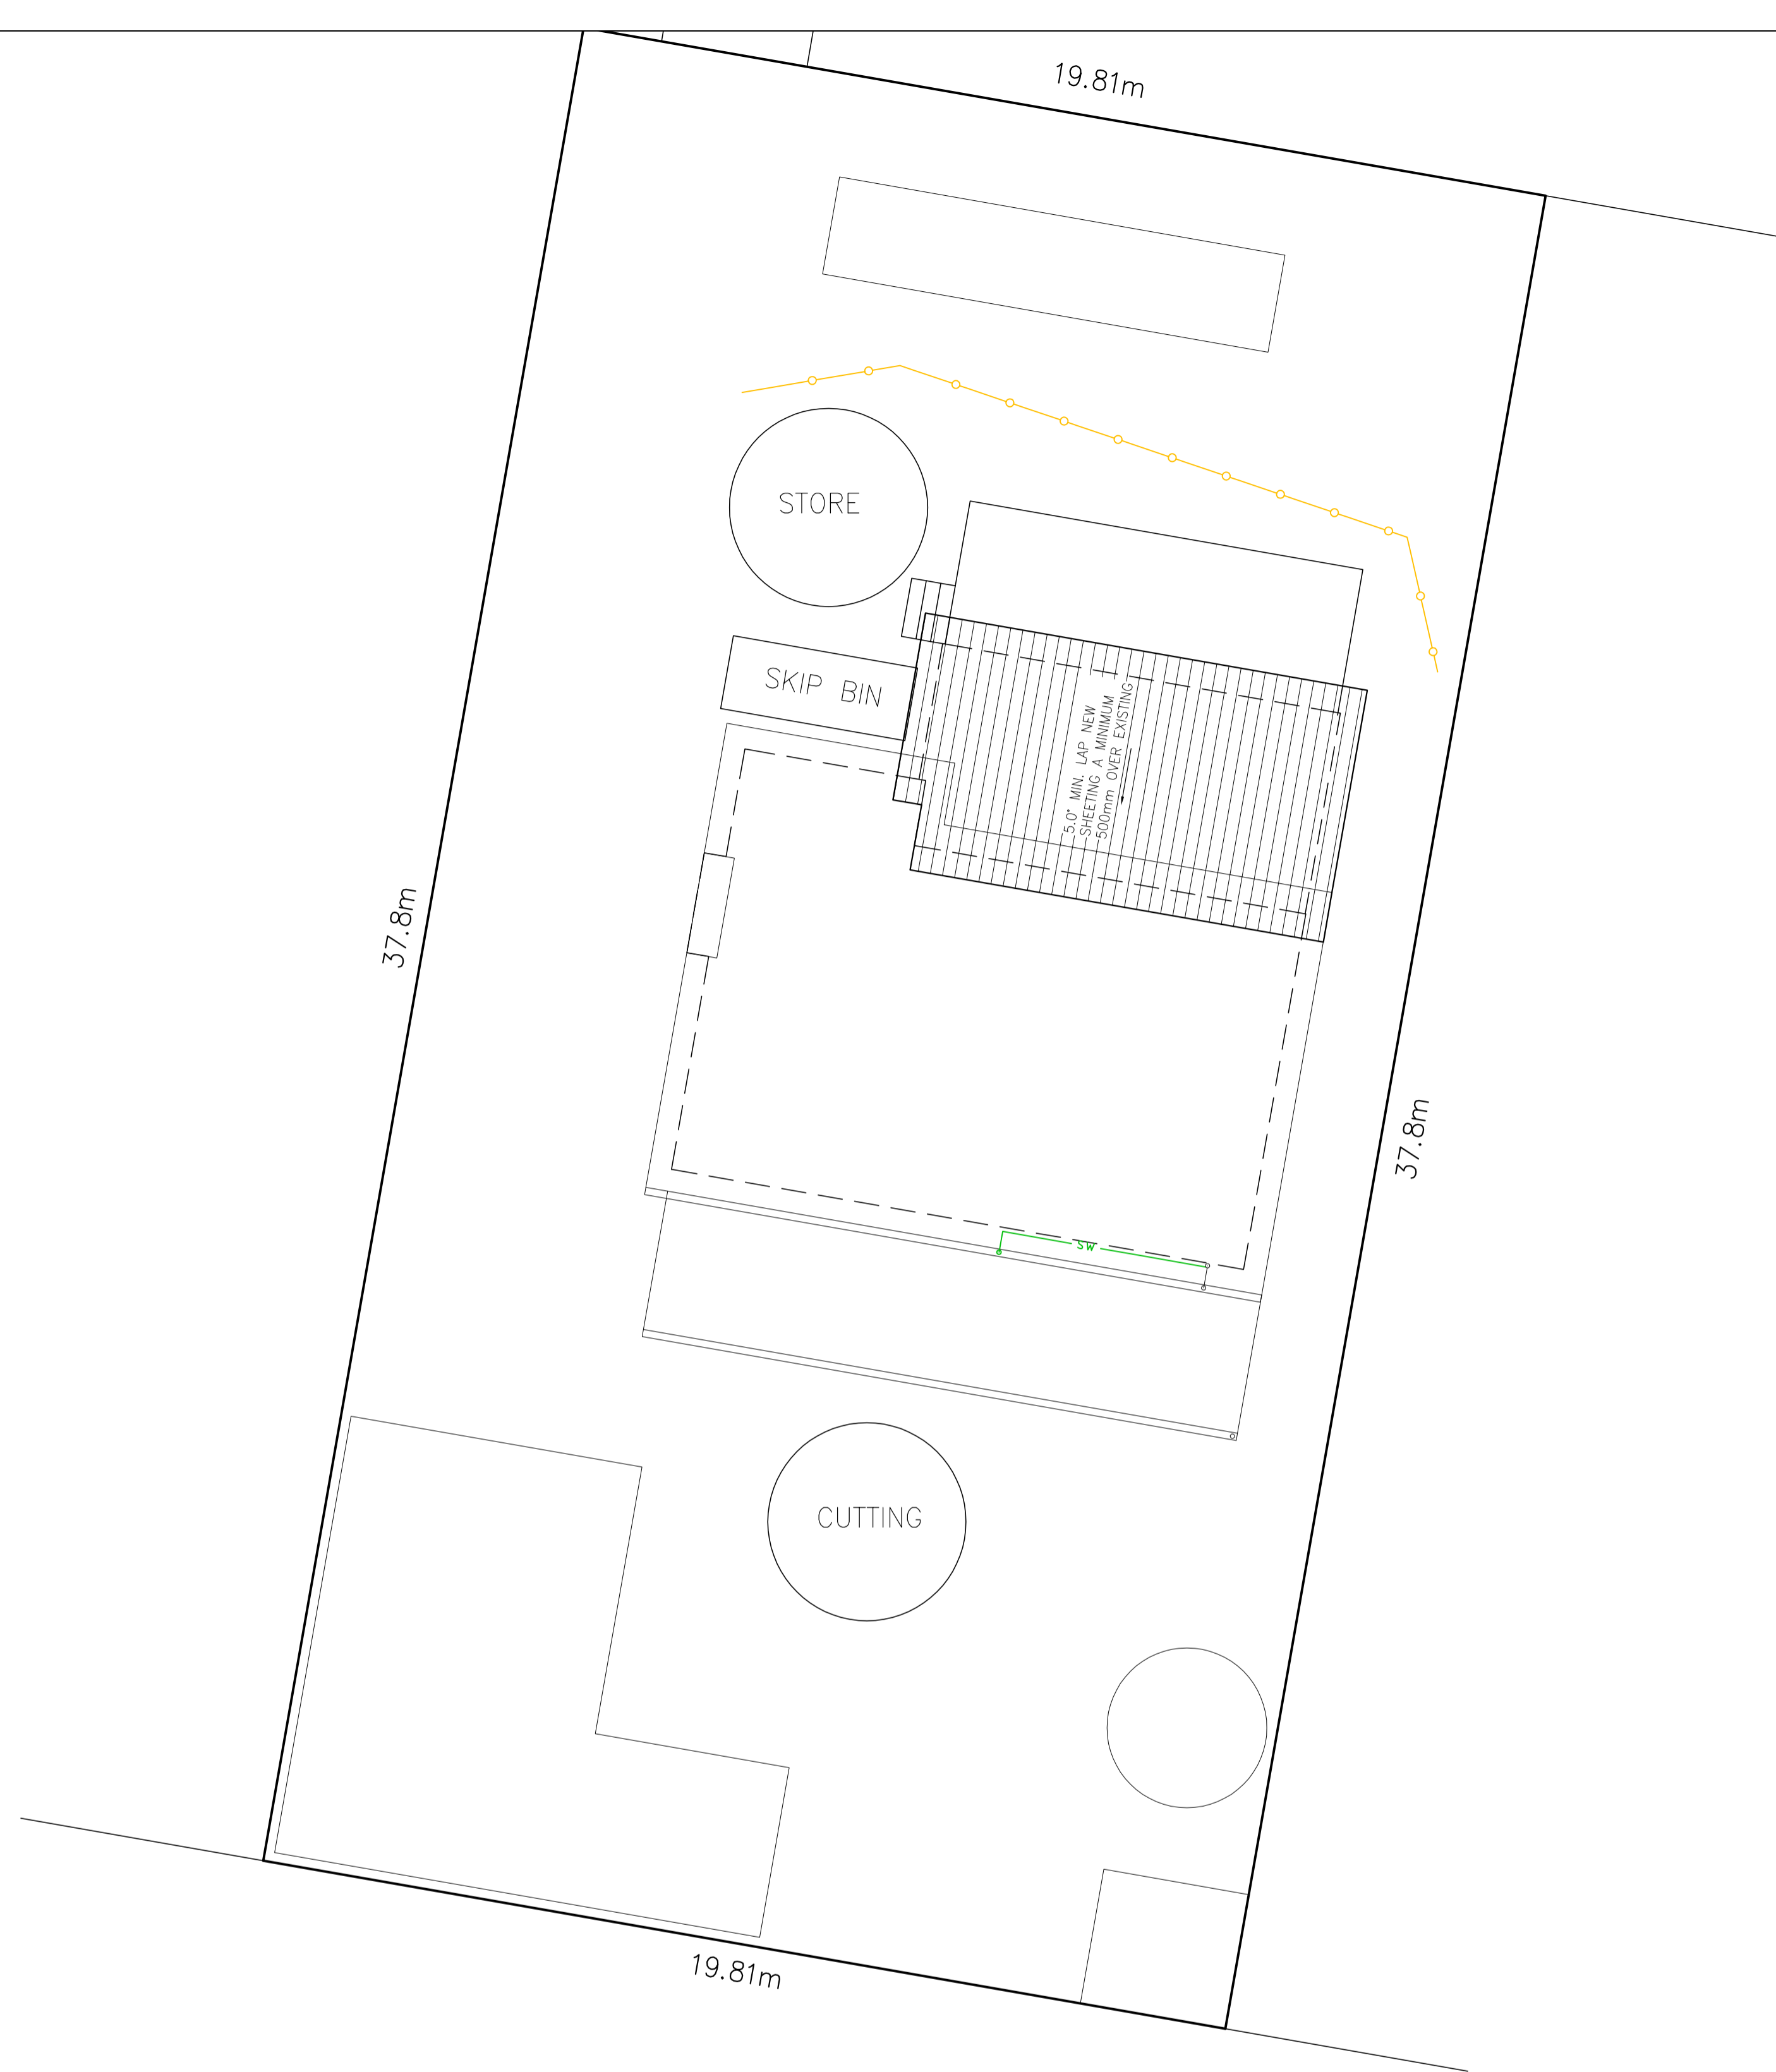 19.81m
STORE
SKIP BIN
5.0° MIN. LAP NEW
SHEETING A MINIMUM
500mm OVER EXISTING
37.8m
37.8m
SW
CUTTING
19.81m